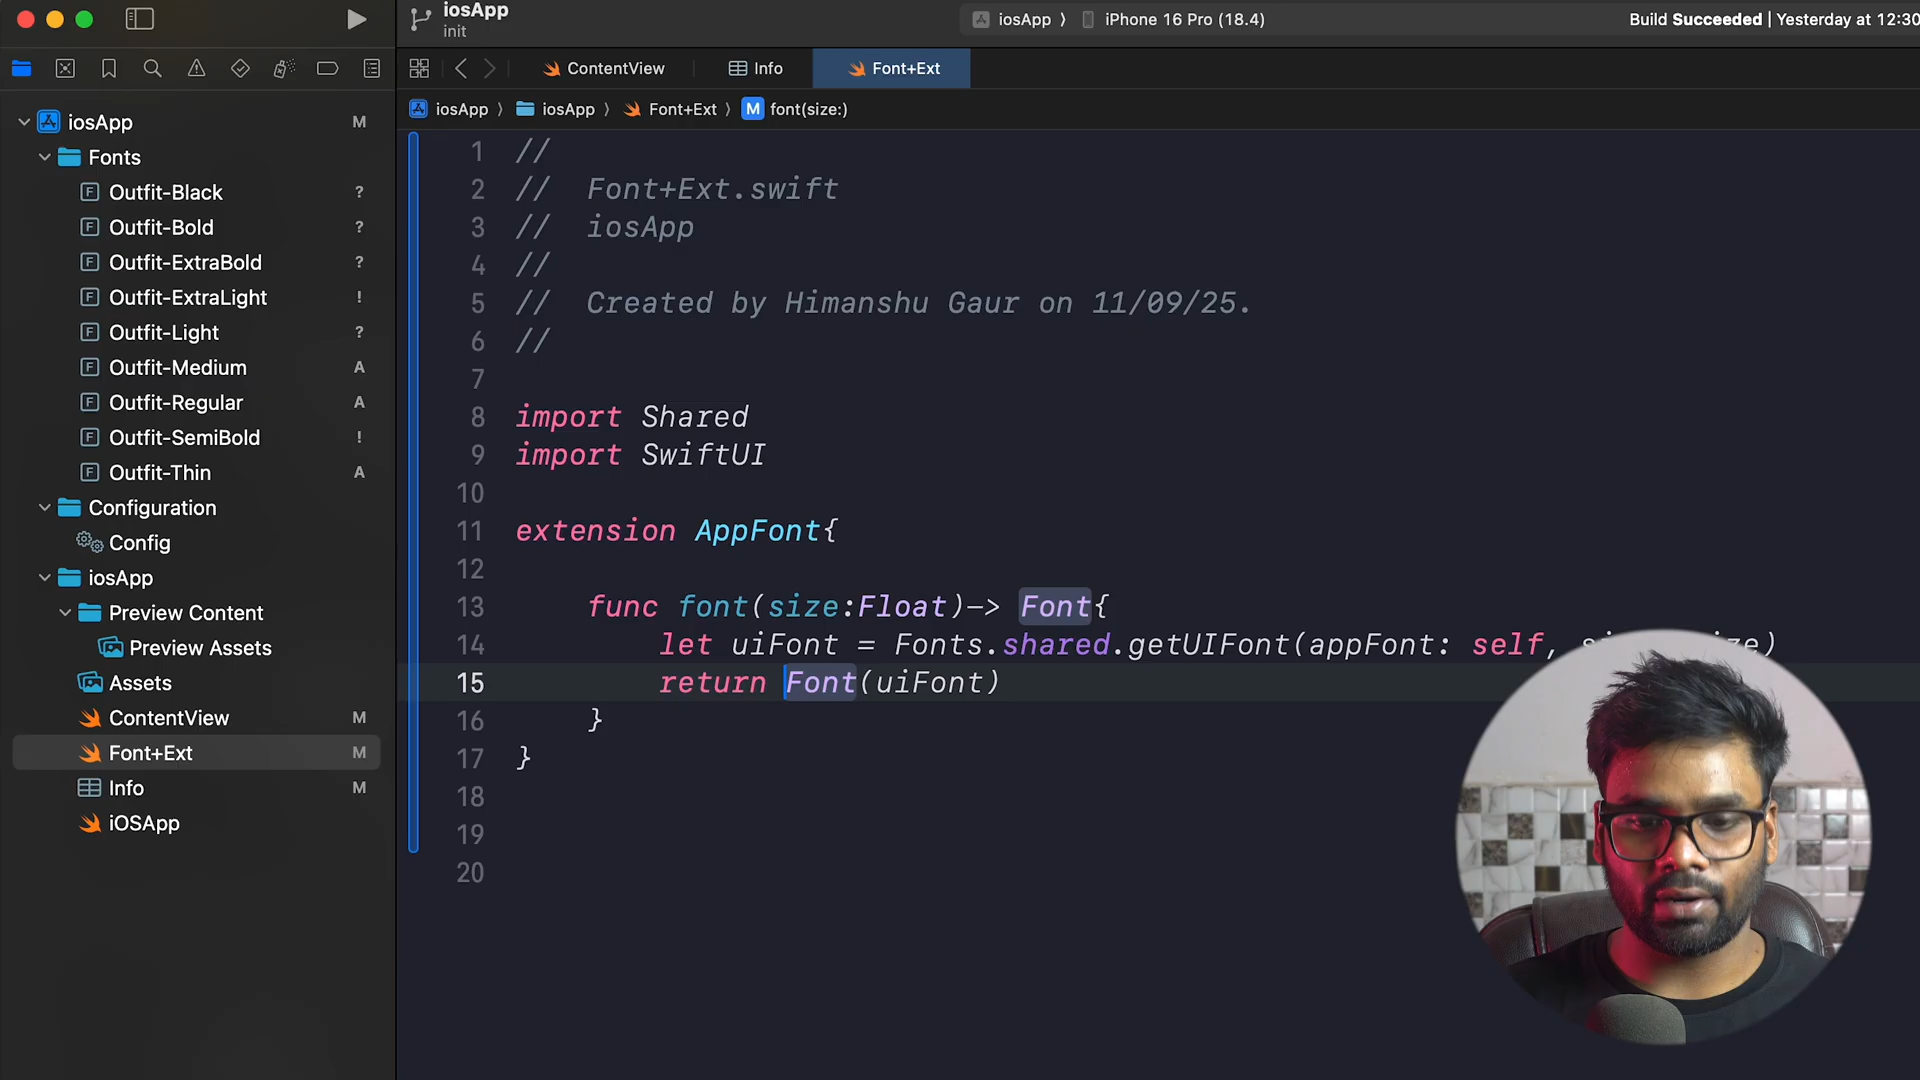 iosApp
init
iosApp 〉 iPhone 16 Pro (18.4)
Build Succeeded | Yesterday at 12:30
ContentView
Info
Font+Ext
iosApp 〉 iosApp 〉 Font+Ext 〉 M font(size:)
iosApp M
Fonts
Outfit-Black ?
Outfit-Bold ?
Outfit-ExtraBold ?
Outfit-ExtraLight !
Outfit-Light ?
Outfit-Medium A
Outfit-Regular A
Outfit-SemiBold !
Outfit-Thin A
Configuration
Config
iosApp
Preview Content
Preview Assets
Assets
ContentView M
Font+Ext M
Info M
iOSApp
1 //
2 // Font+Ext.swift
3 // iosApp
4 //
5 // Created by Himanshu Gaur on 11/09/25.
6 //
7
8 import Shared
9 import SwiftUI
10
11 extension AppFont{
12
13 func font(size:Float)-> Font{
14 let uiFont = Fonts.shared.getUIFont(appFont: self,
15 return Font(uiFont)
16 }
17 }
18
19
20